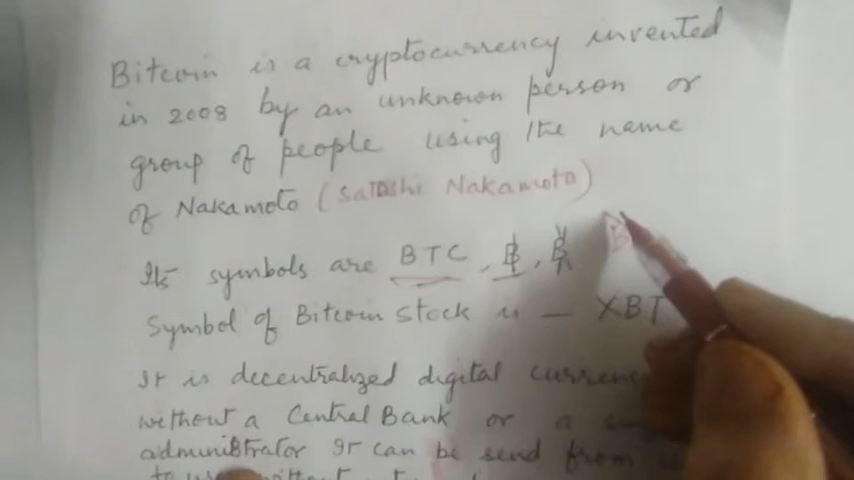 Bitcoin is a cryptocurrency invented
in 2008 by an unknown person or
group of people using the name
of Nakamoto (Satoshi Nakamoto)
Its symbols are BTC, ₿, B
Symbol of Bitcoin stock is — XBT
It is decentralized digital
without a Central Bank or a
administrator It can be send from